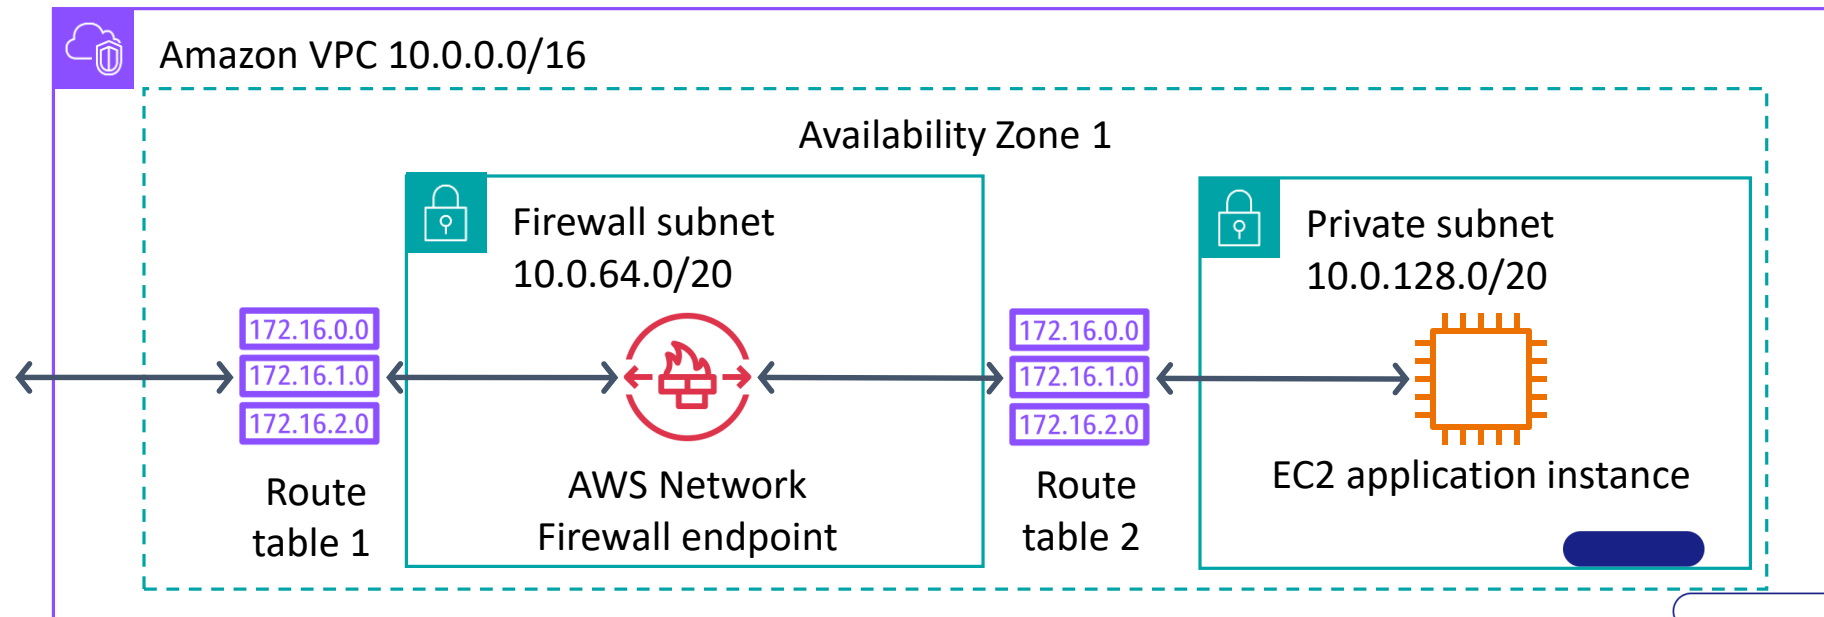 Amazon VPC 10.0.0.0/16
Availability Zone 1
Firewall subnet
10.0.64.0/20
Private subnet
10.0.128.0/20
172.16.0.0
172.16.1.0
172.16.2.0
172.16.0.0
172.16.1.0
172.16.2.0
Route
table 1
AWS Network
Firewall endpoint
Route
table 2
EC2 application instance